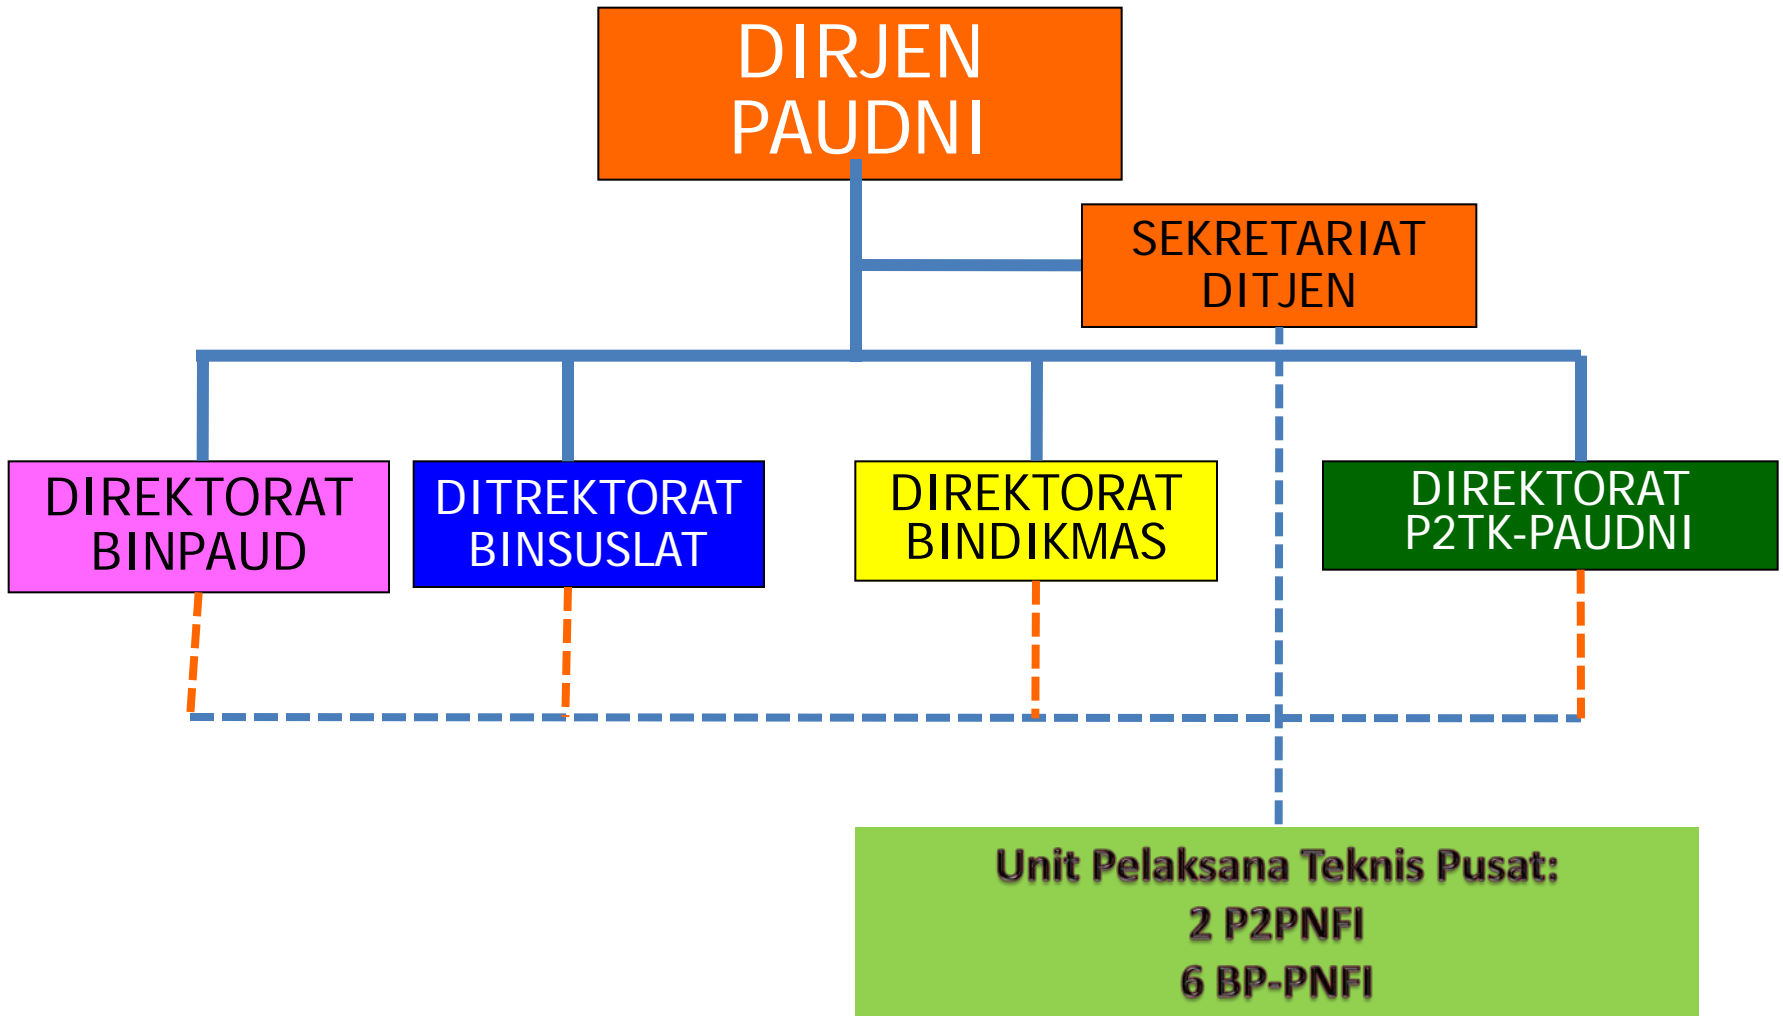 DIRJEN
PAUDNI
SEKRETARIAT
DITJEN
DIREKTORAT
BINPAUD
DITREKTORAT
BINSUSLAT
DIREKTORAT
BINDIKMAS
DIREKTORAT
P2TK-PAUDNI
Unit Pelaksana Teknis Pusat:
2 P2PNFI
6 BP-PNFI